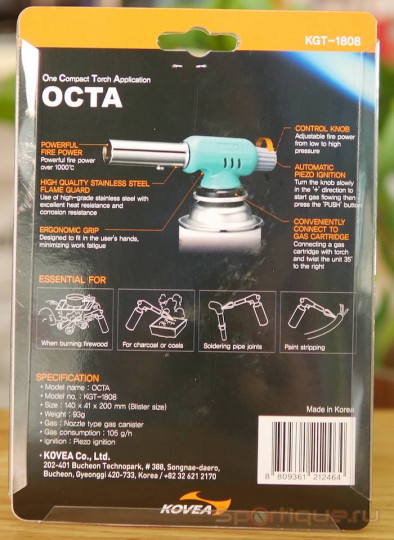 KGT-1808
One Compact Torch Application
OCTA
POWERFUL
FIRE POWER
Powerful fire power
over 1000°C
HIGH QUALITY STAINLESS STEEL
FLAME GUARD
Use of high-grade stainless steel with
excellent heat resistance and
corrosion resistance
ERGONOMIC GRIP
Designed to fit in the user's hands,
minimizing work fatigue
CONTROL KNOB
Adjustable fire power
from low to high
pressure
AUTOMATIC
PIEZO IGNITION
Turn the knob slowly
in the '+' direction to
start gas flowing then
press the "PUSH" button
CONVENIENTLY
CONNECT TO
GAS CARTRIDGE
Connecting a gas
cartridge with torch
and twist the unit 35°
to the right
ESSENTIAL FOR
When burning firewood
For charcoal or coals
Soldering pipe joints
Paint stripping
SPECIFICATION
• Model name : OCTA
• Model no. : KGT-1808
• Size : 140 x 41 x 200 mm (Blister size)
• Weight : 93g
• Gas : Nozzle type gas canister
• Gas consumption : 105 g/h
• Ignition : Piezo ignition
• KOVEA Co., Ltd.
202-401 Bucheon Technopark, # 388, Songnae-daero,
Bucheon, Gyeonggi 420-733, Korea / +82 32 621 2170
Made in Korea
8 809361 212464
KOVEA
Sportique.ru